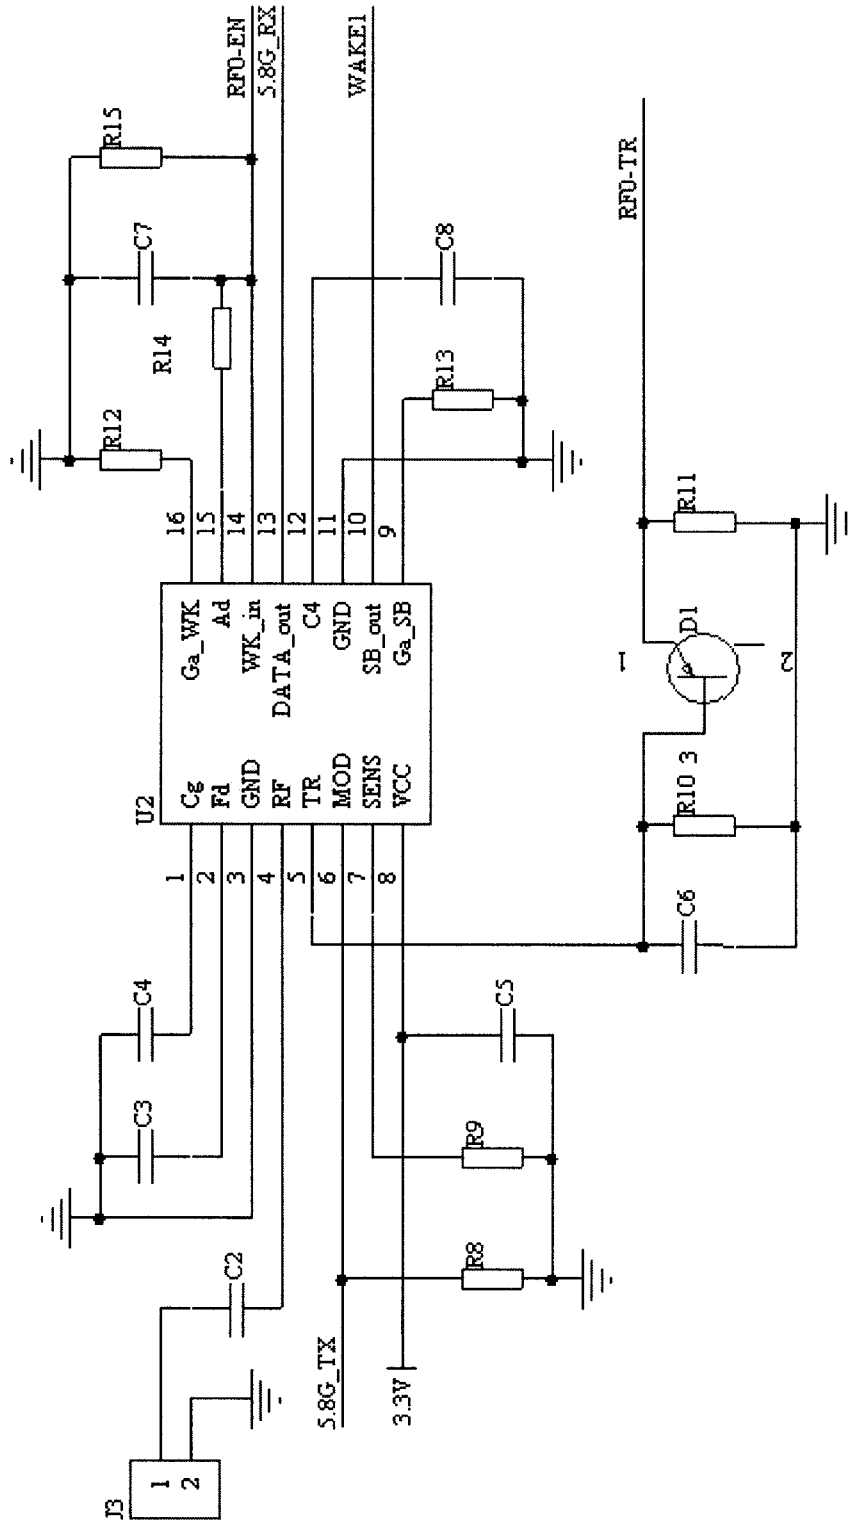 J3
1
2
C2
C3
C4
U2
1 Cg
2 Fd
3 GND
4 RF
5 TR
6 MOD
7 SENS
8 VCC
Ga_WK 16
Ad 15
WK_in 14
DATA_out 13
C4 12
GND 11
SB_out 10
Ga_SB 9
R12
R14
C7
R15
RF0-EN
5.8G_RX
WAKE1
R13
C8
5.8G_TX
3.3V
R8
R9
C5
C6
R10
3
1
D1
2
R11
RF0-TR